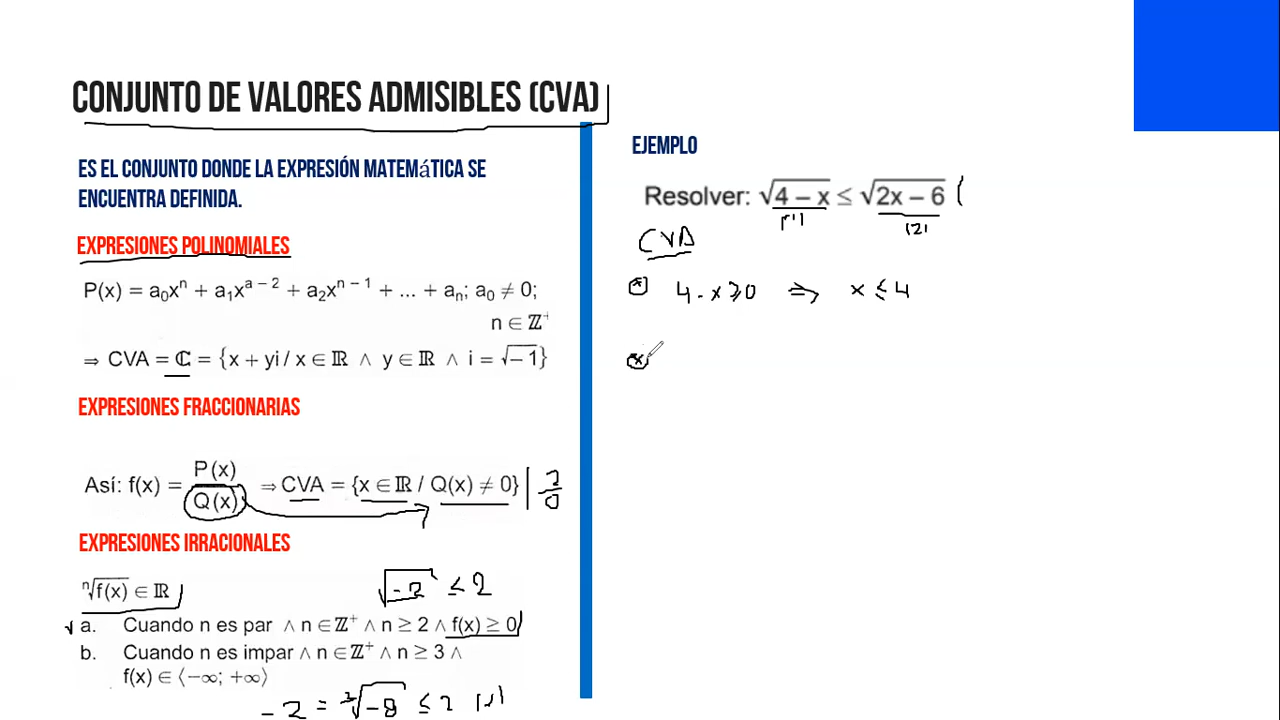 CONJUNTO DE VALORES ADMISIBLES (CVA)
ES EL CONJUNTO DONDE LA EXPRESIÓN MATEMáTICA SE
ENCUENTRA DEFINIDA.
EXPRESIONES POLINOMIALES
P(x) = a₀xⁿ + a₁xᵃ⁻² + a₂xⁿ⁻¹ + ... + aₙ; a₀ ≠ 0;
n ∈ ℤ⁺
⇒ CVA = ℂ = {x + yi / x ∈ ℝ ∧ y ∈ ℝ ∧ i = √-1}
EXPRESIONES FRACCIONARIAS
Así: f(x) = P(x)/Q(x) ⇒ CVA = {x ∈ ℝ / Q(x) ≠ 0} | 2/0
EXPRESIONES IRRACIONALES
ⁿ√f(x) ∈ ℝ
√-2 ≤ 2
a. Cuando n es par ∧ n ∈ ℤ⁺ ∧ n ≥ 2 ∧ f(x) ≥ 0
b. Cuando n es impar ∧ n ∈ ℤ⁺ ∧ n ≥ 3 ∧
f(x) ∈ ⟨-∞; +∞⟩
-2 = ³√-8 ≤ 2
EJEMPLO
Resolver: √4 – x ≤ √2x – 6
(1) (2)
CVA
4 - x ≥ 0 ⇒ x ≤ 4